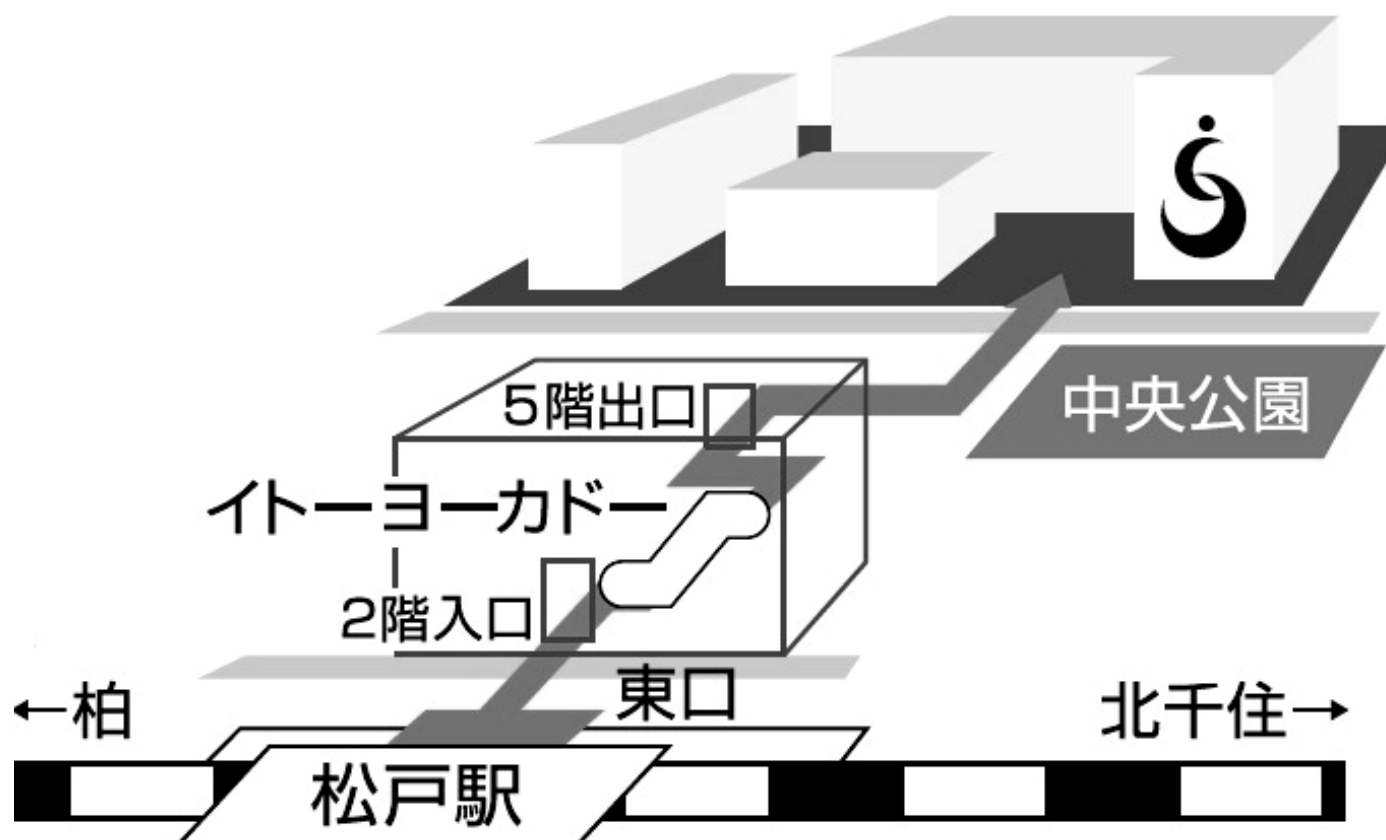 中央公園
5階出口
イトーヨーカドー
2階入口
東口
←柏
北千住→
松戸駅